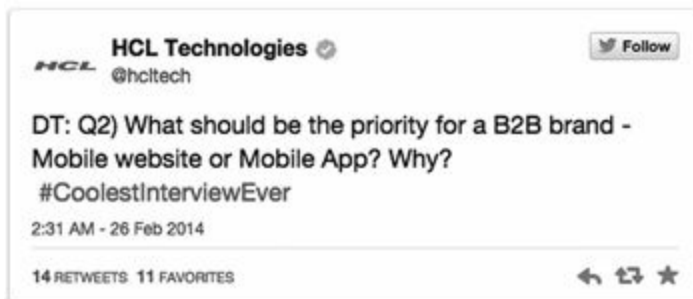 HCL Technologies
Follow
HCL
@hcltech
DT: Q2) What should be the priority for a B2B brand -
Mobile website or Mobile App? Why?
#CoolestInterviewEver
2:31 AM - 26 Feb 2014
14 RETWEETS 11 FAVORITES